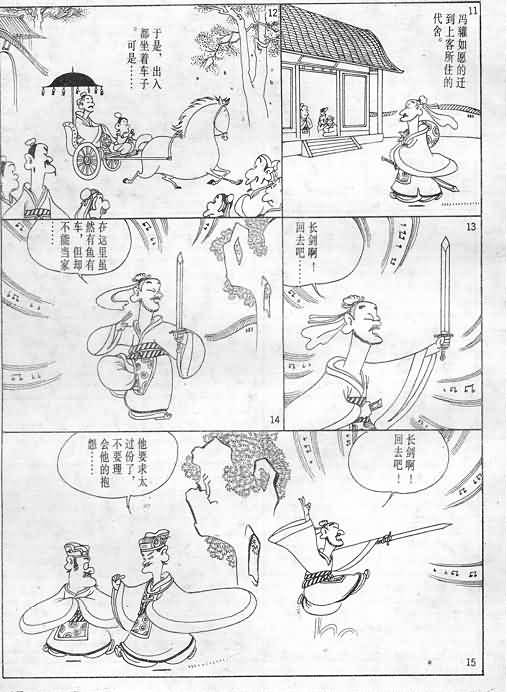 11
冯驩如愿的迁
到上客所住的
代舍。
12
于是，出入
都坐着车子
可是……
13
长剑啊！
回去吧……
在这里虽
然有鱼有
车，但却
不能当家
……
14
长剑啊！
回去吧！
他要求太
过份了，
不要理
会他的抱
怨……
15